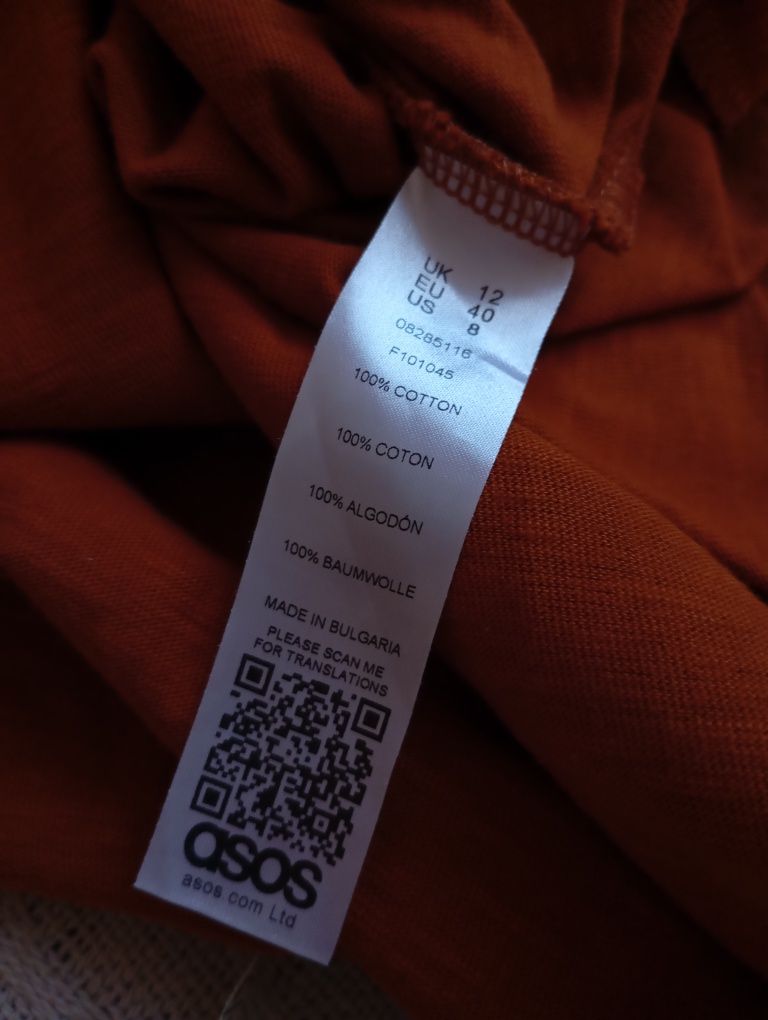 UK 12
EU 40
US 8
08285116
F101045
100% COTTON
100% COTON
100% ALGODÓN
100% BAUMWOLLE
MADE IN BULGARIA
PLEASE SCAN ME
FOR TRANSLATIONS
asos
asos.com Ltd